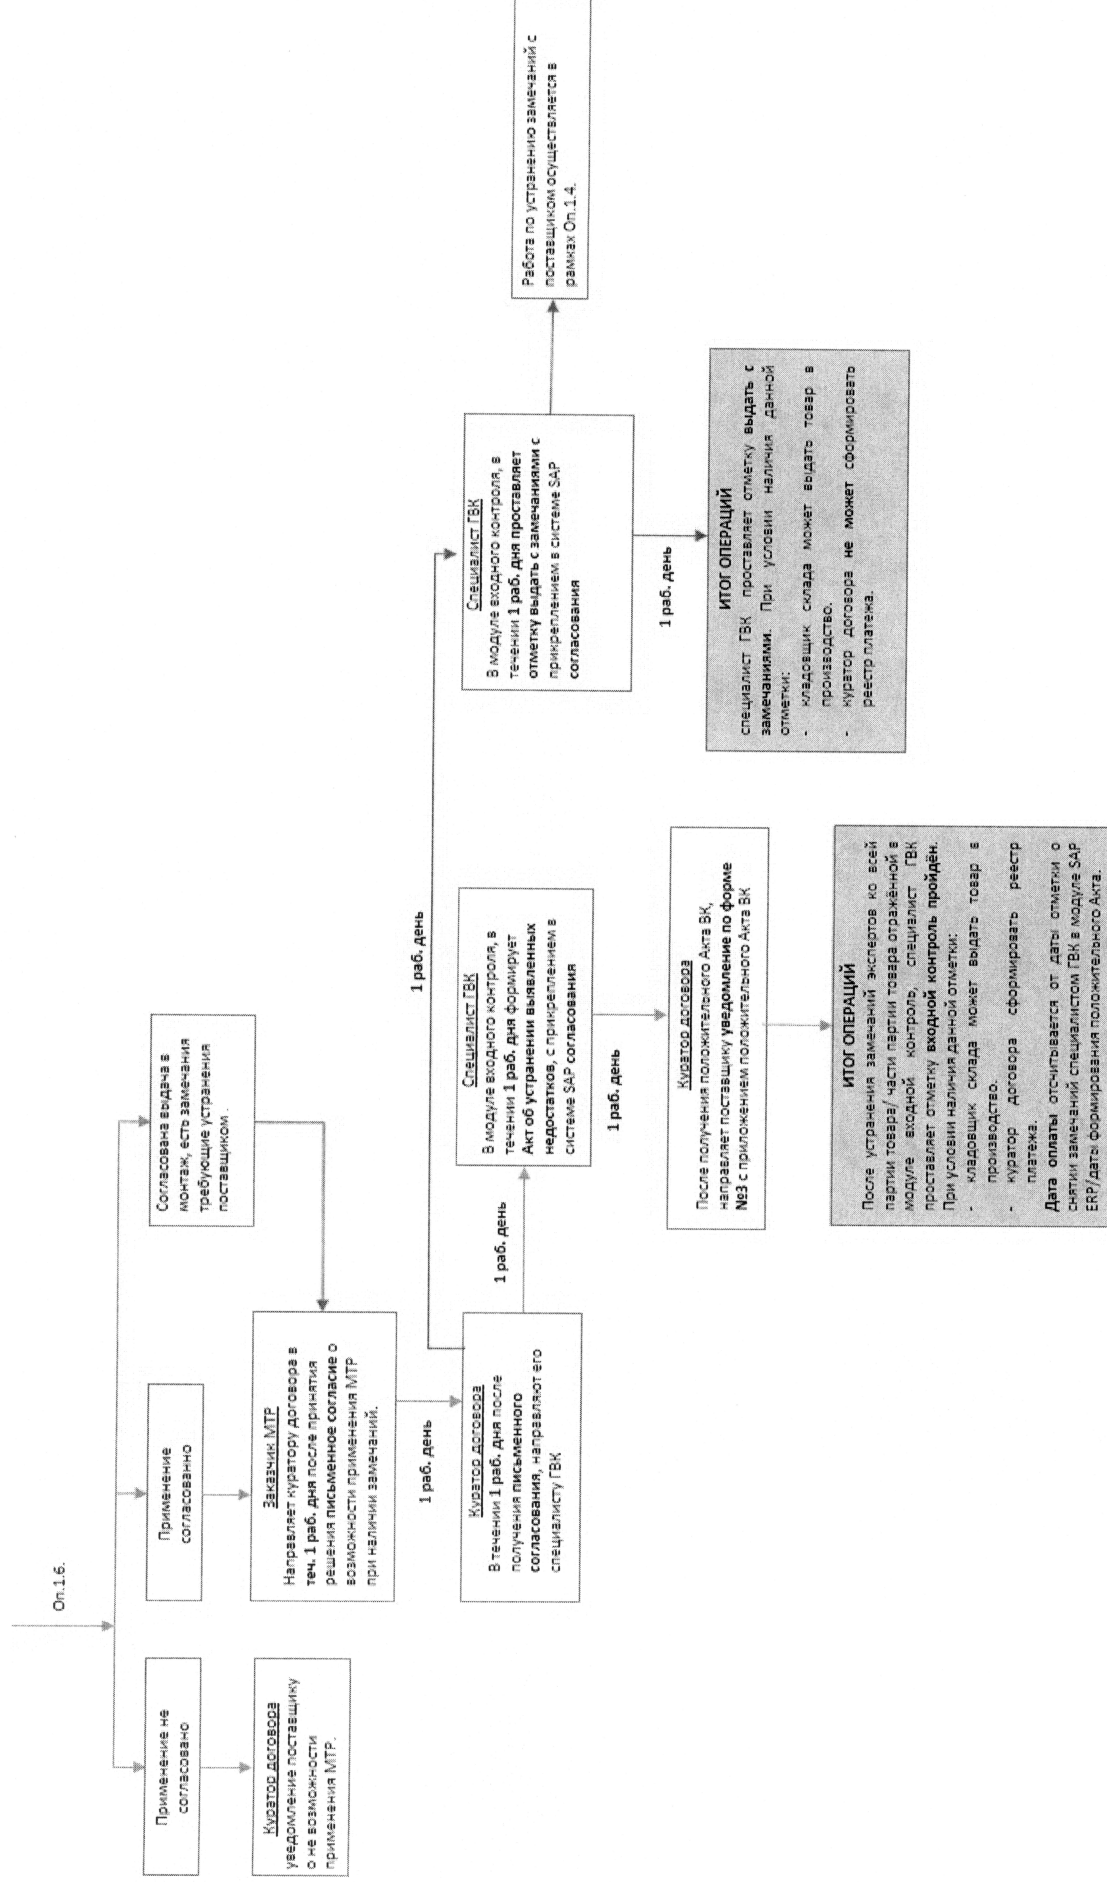 Оп.1.6.
Применение не
согласовано
Куратор договора
уведомление поставщику
о не возможности
применения МТР.
Применение
согласованно
Согласована выдача в
монтаж, есть замечания
требующие устранения
поставщиком .
Заказчик МТР
Направляет куратору договора в
теч. 1 раб. дня после принятия
решения письменное согласие о
возможности применения МТР
при наличии замечаний.
1 раб. день
Куратор договора
В течении 1 раб. дня после
получения письменного
согласования, направляют его
специалисту ГВК
1 раб. день
1 раб. день
Специалист ГВК
В модуле входного контроля, в
течении 1 раб. дня формирует
Акт об устранении выявленных
недостатков, с прикреплением в
системе SAP согласования
1 раб. день
Куратор договора
После получения положительного Акта ВК,
направляет поставщику уведомление по форме
№3 с приложением положительного Акта ВК
ИТОГ ОПЕРАЦИЙ
После устранения замечаний экспертов ко всей
партии товара/ части партии товара отражённой в
модуле входной контроль, специалист ГВК
проставляет отметку входной контроль пройдён.
При условии наличия данной отметки:
- кладовщик склада может выдать товар в
производство.
- куратор договора сформировать реестр
платежа.
Дата оплаты отсчитывается от даты отметки о
снятии замечаний специалистом ГВК в модуле SAP
ERP/даты формирования положительного Акта.
Специалист ГВК
В модуле входного контроля, в
течении 1 раб. дня проставляет
отметку выдать с замечаниями с
прикреплением в системе SAP
согласования
1 раб. день
ИТОГ ОПЕРАЦИЙ
специалист ГВК проставляет отметку выдать с
замечаниями. При условии наличия данной
отметки:
- кладовщик склада может выдать товар в
производство.
- куратор договора не может сформировать
реестр платежа.
Работа по устранению замечаний с
поставщиком осуществляется в
рамках Оп.1.4.